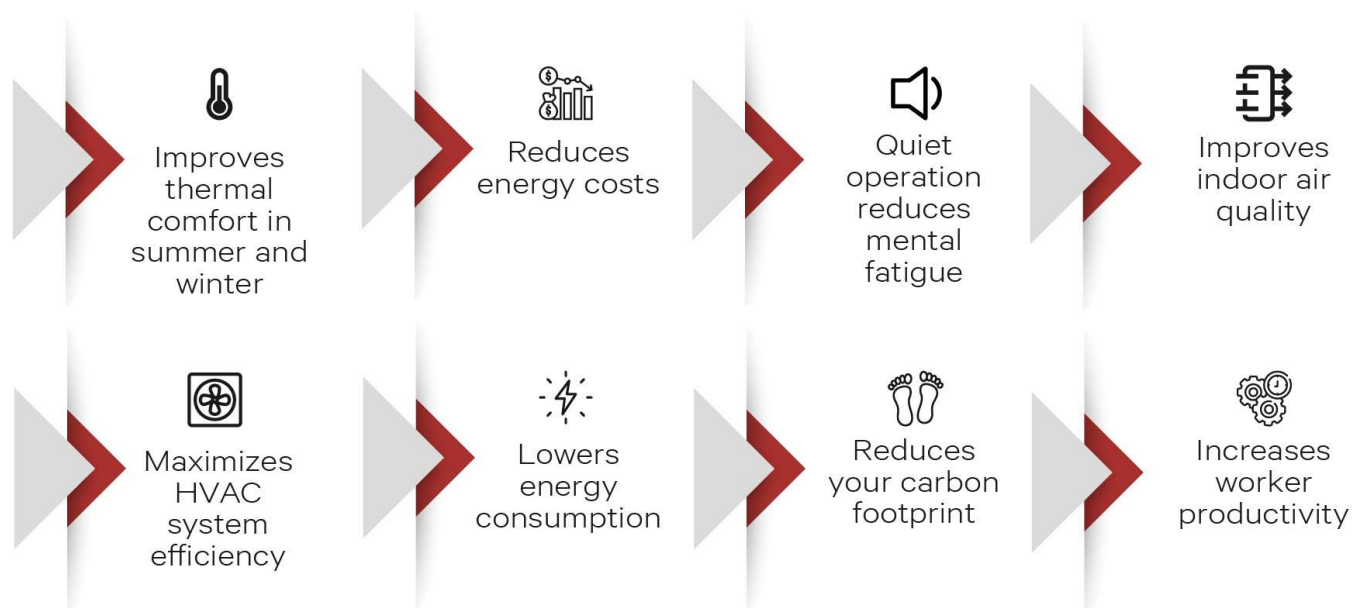 Improves
thermal
comfort in
summer and
winter
Reduces
energy costs
Quiet
operation
reduces
mental
fatigue
Improves
indoor air
quality
Maximizes
HVAC
system
efficiency
Lowers
energy
consumption
Reduces
your carbon
footprint
Increases
worker
productivity